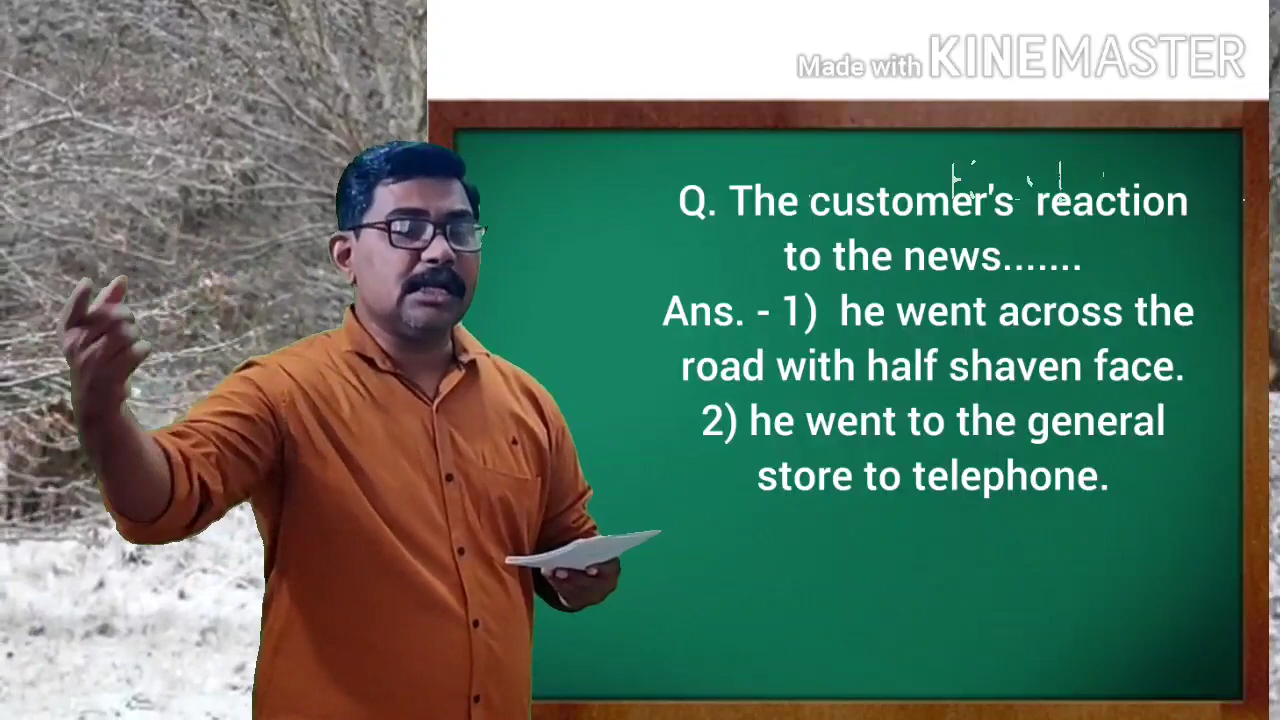 Made with KINEMASTER
Q. The customer's reaction
to the news.......
Ans. - 1) he went across the
road with half shaven face.
2) he went to the general
store to telephone.